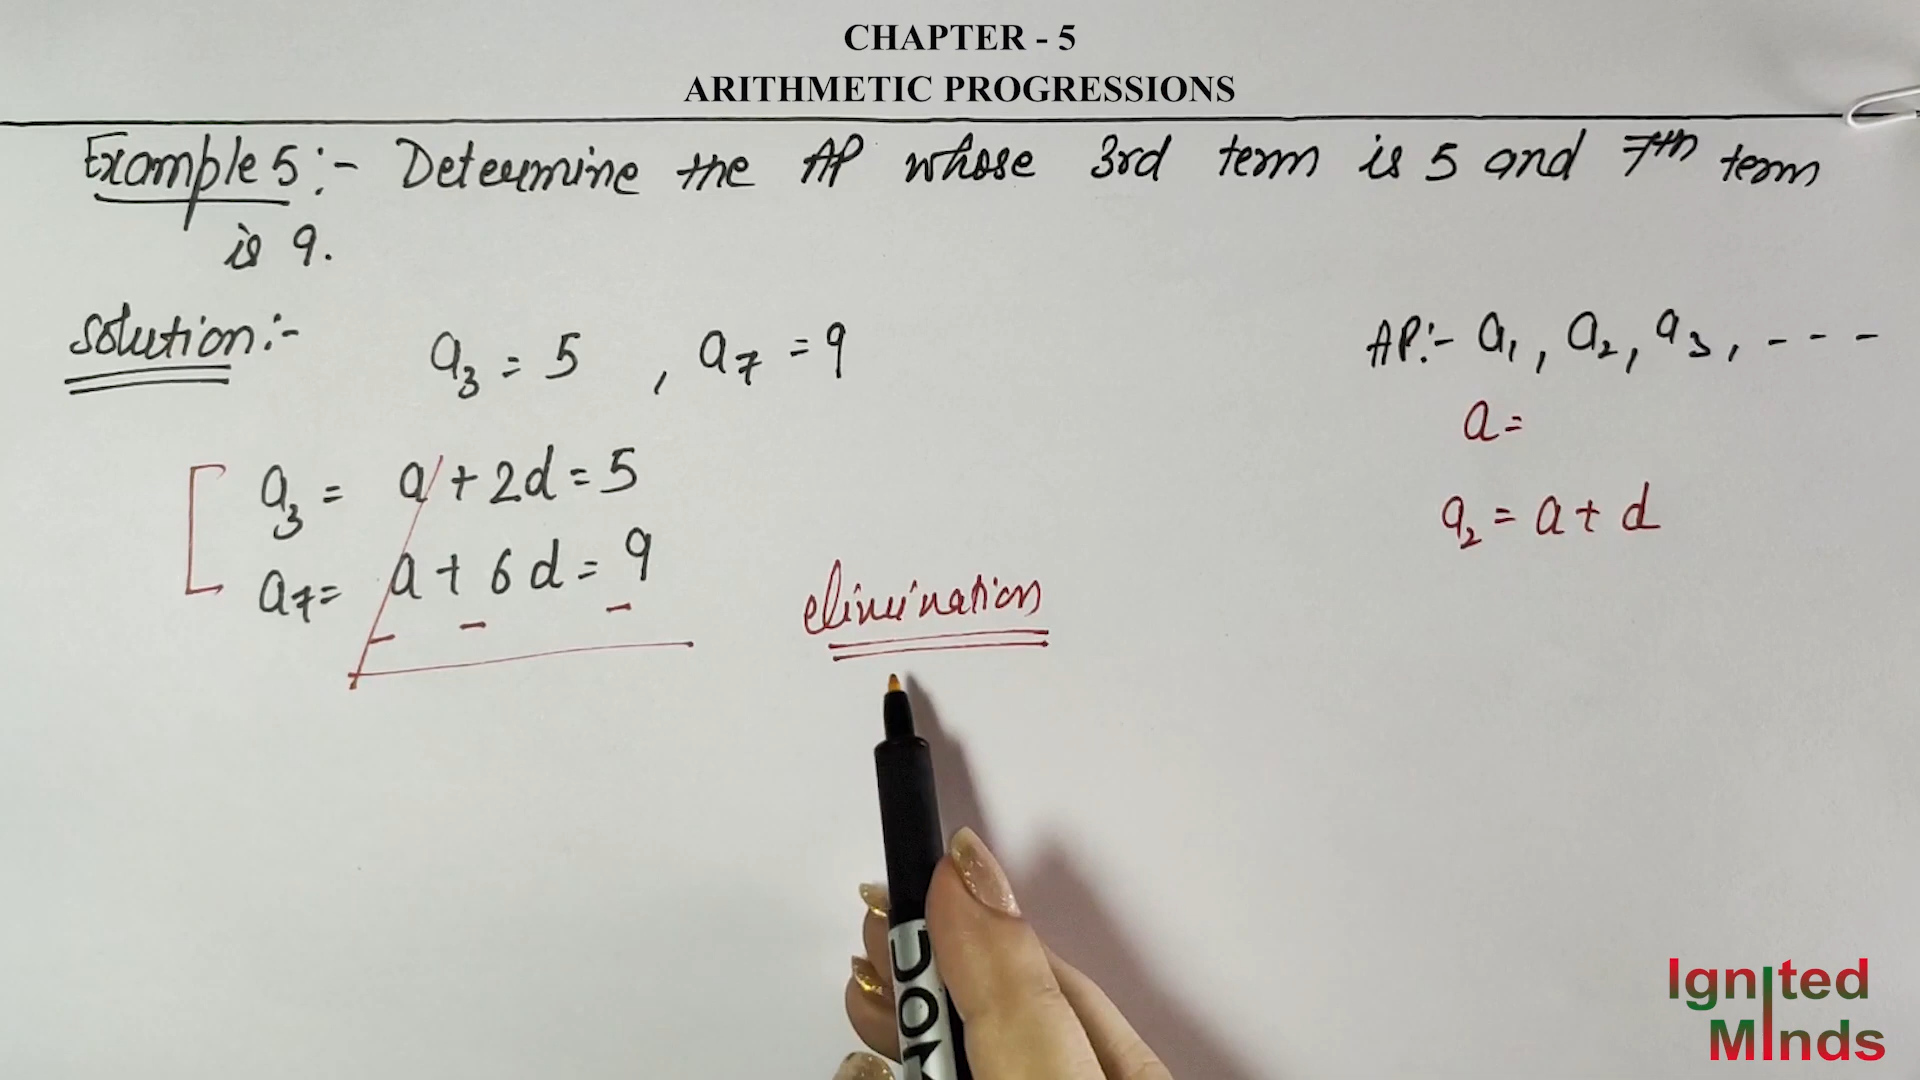 CHAPTER - 5
ARITHMETIC PROGRESSIONS
Example 5:- Determine the AP whose 3rd term is 5 and 7th term
is 9.
Solution:- a₃ = 5 , a₇ = 9
AP:- a₁, a₂, a₃, - - - -
a =
a₃ = a + 2d = 5
a₂ = a + d
a₇ = a + 6d = 9
- - -
elimination
UON
Ignited
Minds